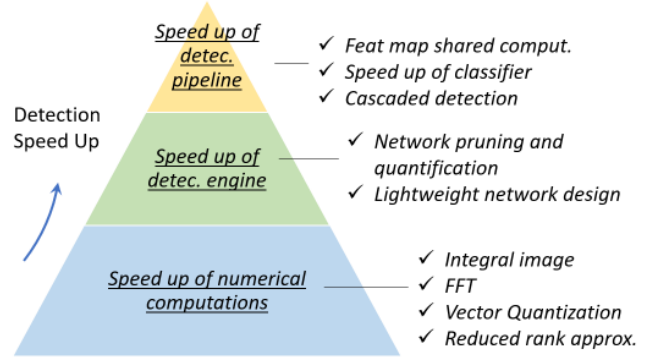 Speed up of
detec.
pipeline
✓ Feat map shared comput.
✓ Speed up of classifier
✓ Cascaded detection
Detection
Speed Up
Speed up of
detec. engine
✓ Network pruning and
quantification
✓ Lightweight network design
Speed up of numerical
computations
✓ Integral image
✓ FFT
✓ Vector Quantization
✓ Reduced rank approx.